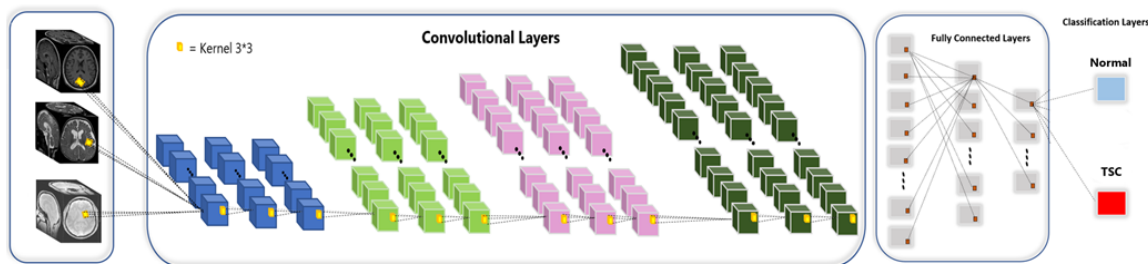 = Kernel 3*3
Convolutional Layers
Fully Connected Layers
Classification Layers
Normal
TSC